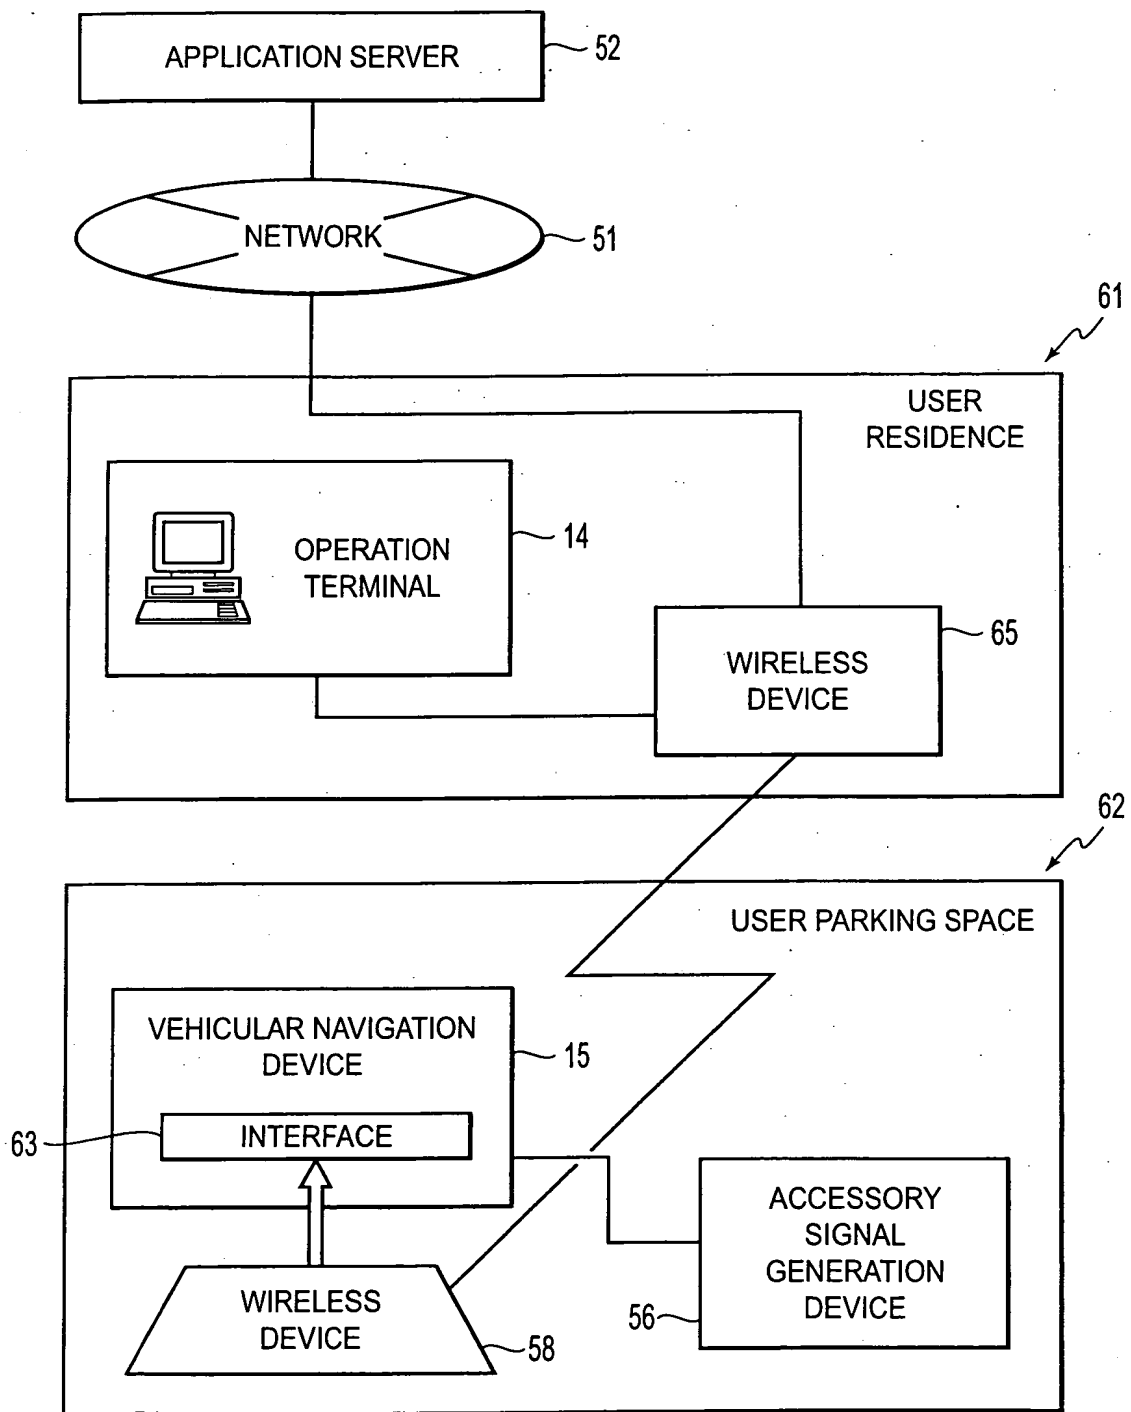 APPLICATION SERVER
52
NETWORK
51
61
USER
RESIDENCE
OPERATION
TERMINAL
14
WIRELESS
DEVICE
65
62
USER PARKING SPACE
VEHICULAR NAVIGATION
DEVICE
15
63
INTERFACE
ACCESSORY
SIGNAL
GENERATION
DEVICE
56
WIRELESS
DEVICE
58